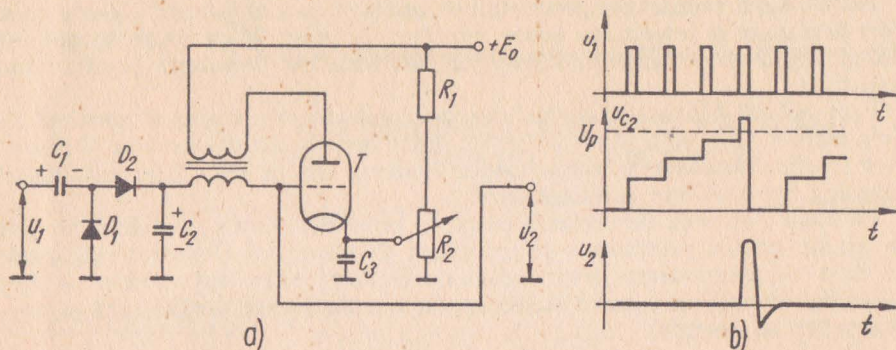 +E₀
R₁
C₁
+ -
D₂
T
u₁
D₁
+
C₂
-
C₃
R₂
u₂
a)
u₁
t
u_C₂
U_p
t
u₂
t
b)